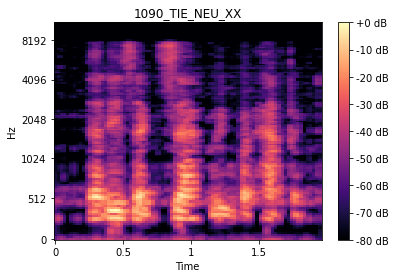 1090_TIE_NEU_XX
+0 dB
8192
-10 dB
4096
-20 dB
-30 dB
2048
-40 dB
Hz
1024
-50 dB
512
-60 dB
-70 dB
0
-80 dB
0
0.5
1
1.5
Time